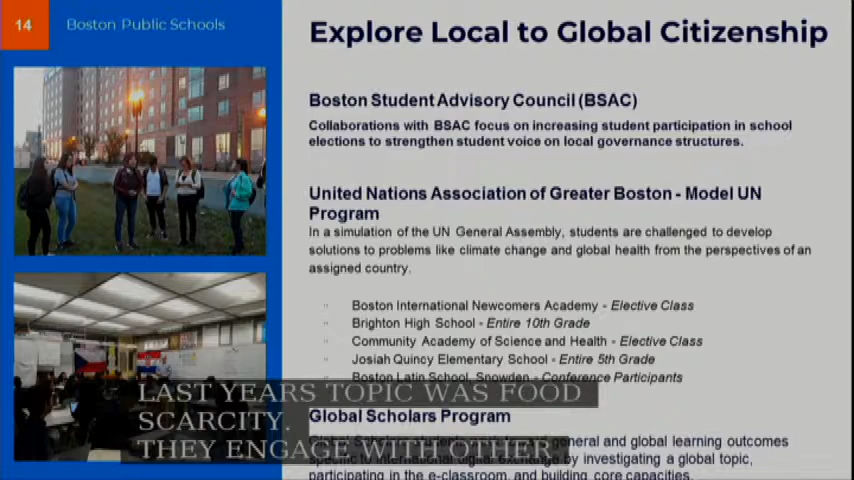 14
Boston Public Schools
Explore Local to Global Citizenship
Boston Student Advisory Council (BSAC)
Collaborations with BSAC focus on increasing student participation in school
elections to strengthen student voice on local governance structures.
United Nations Association of Greater Boston - Model UN
Program
In a simulation of the UN General Assembly, students are challenged to develop
solutions to problems like climate change and global health from the perspectives of an
assigned country.
Boston International Newcomers Academy - Elective Class
Brighton High School - Entire 10th Grade
Community Academy of Science and Health - Elective Class
Josiah Quincy Elementary School - Entire 5th Grade
Boston Latin School, Snowden - Conference Participants
Global Scholars Program
general and global learning outcomes
specific to international digital exchange by investigating a global topic,
participating in the e-classroom, and building core capacities.
LAST YEARS TOPIC WAS FOOD
SCARCITY.
THEY ENGAGE WITH OTHER